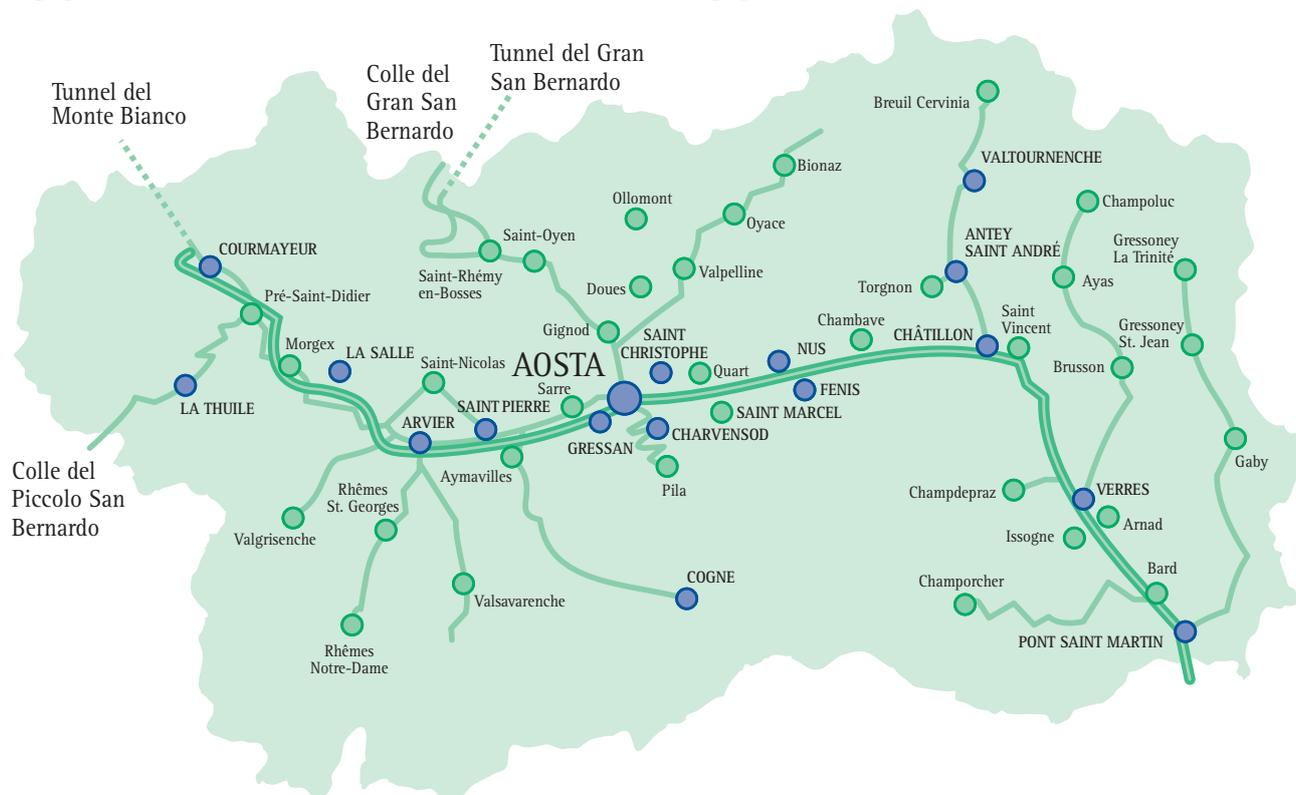 Tunnel del
Monte Bianco
Colle del
Gran San
Bernardo
Tunnel del Gran
San Bernardo
Breuil Cervinia
VALTOURNENCHE
Bionaz
Ollomont
Oyace
Champoluc
COURMAYEUR
Saint-Oyen
Saint-Rhémy
en-Bosses
Valpelline
Doues
ANTEY
SAINT ANDRÉ
Torgnon
Ayas
Gressoney
La Trinité
Pré-Saint-Didier
Gignod
SAINT
CHRISTOPHE
Chambave
CHÂTILLON
Saint
Vincent
Gressoney
St. Jean
Morgex
LA SALLE
Saint-Nicolas
AOSTA
Quart
NUS
Brusson
LA THUILE
ARVIER
SAINT PIERRE
Sarre
FENIS
SAINT MARCEL
GRESSAN
CHARVENSOD
Colle del
Piccolo San
Bernardo
Aymavilles
Pila
Gaby
Rhêmes
St. Georges
Valgrisenche
Champdepraz
VERRES
Arnad
Issogne
COGNE
Valsavarenche
Champorcher
Bard
Rhêmes
Notre-Dame
PONT SAINT MARTIN